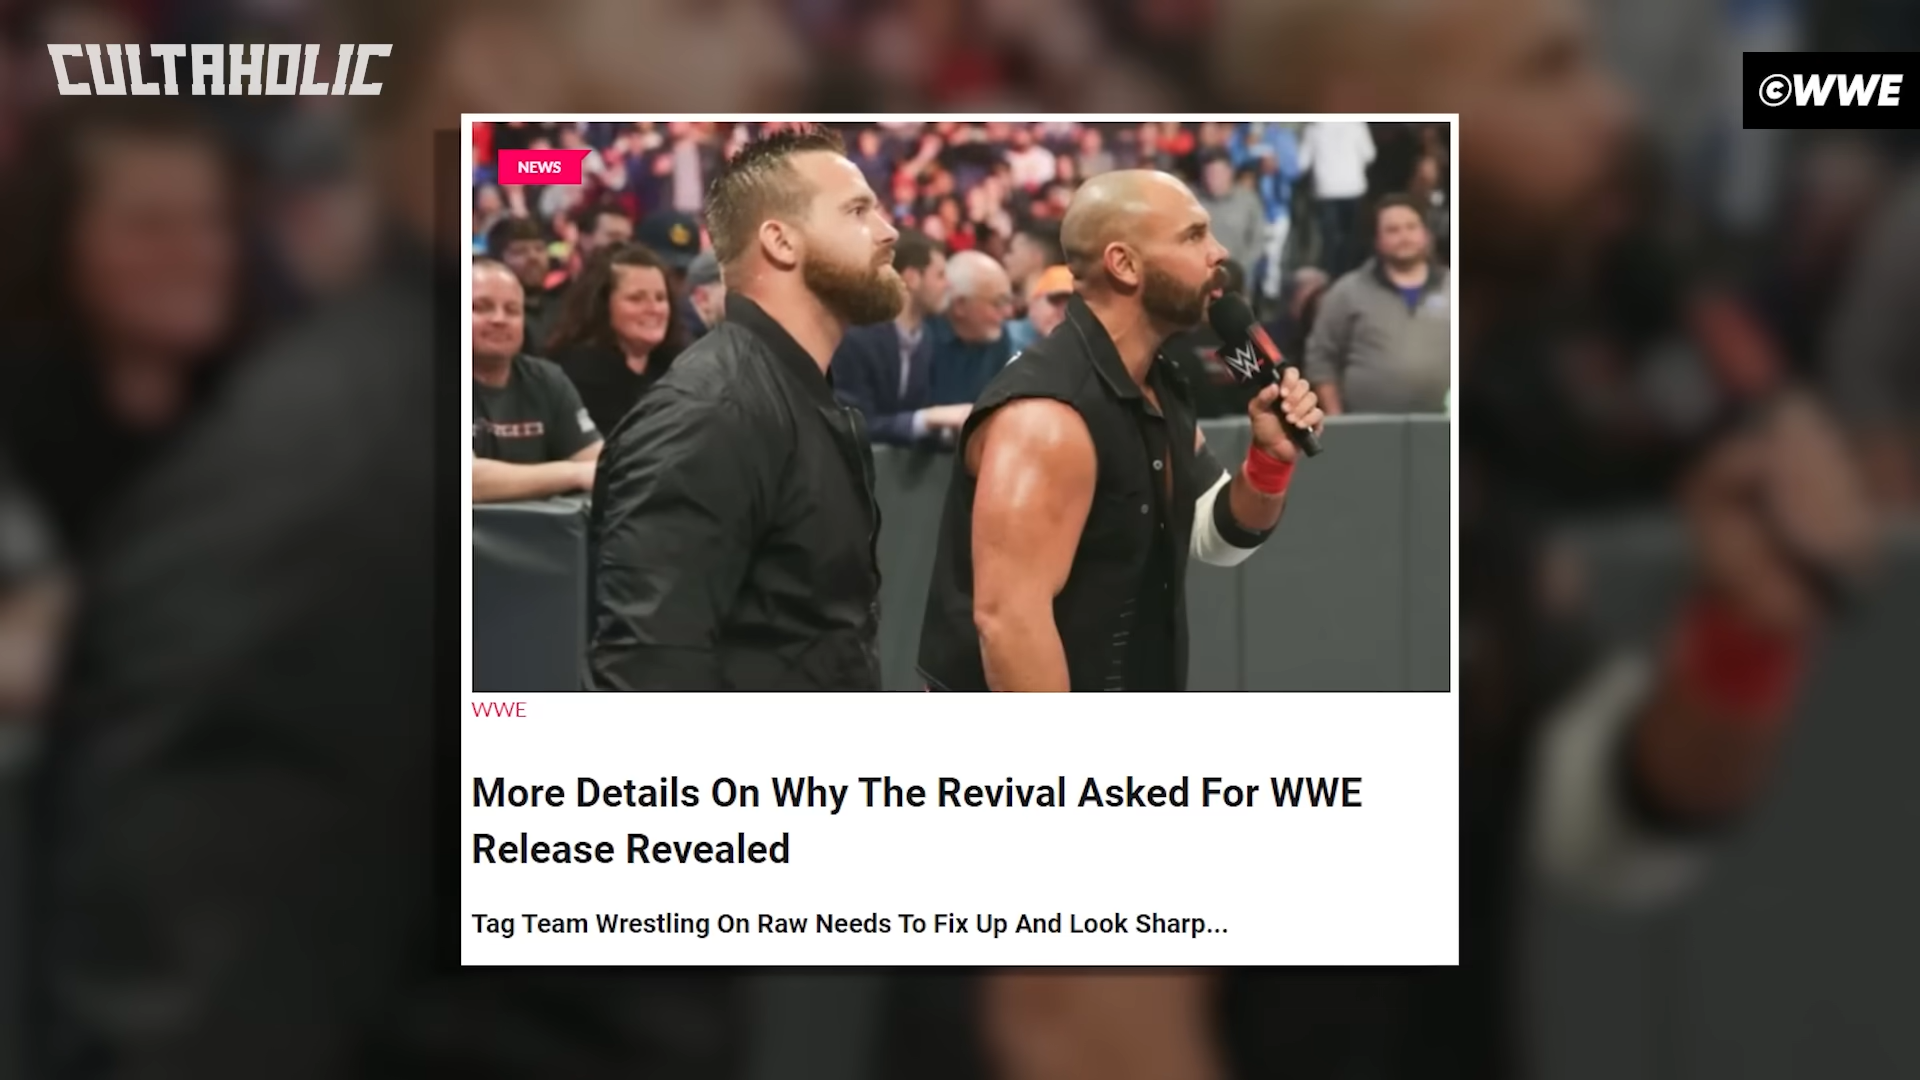 CULTAHOLIC
©WWE
NEWS
WWE
More Details On Why The Revival Asked For WWE
Release Revealed
Tag Team Wrestling On Raw Needs To Fix Up And Look Sharp...